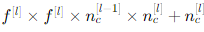 f^{[l]} × f^{[l]} × n_c^{[l-1]} × n_c^{[l]} + n_c^{[l]}